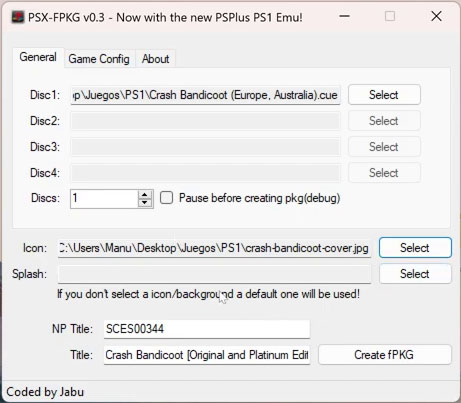 PSX-FPKG v0.3 - Now with the new PSPlus PS1 Emu!
General Game Config About
Disc1: op\Juegos\PS1\Crash Bandicoot (Europe, Australia).cue Select
Disc2: Select
Disc3: Select
Disc4: Select
Discs: 1 Pause before creating pkg(debug)
Icon: C:\Users\Manu\Desktop\Juegos\PS1\crash-bandicoot-cover.jpg Select
Splash: Select
If you don't select a icon/background a default one will be used!
NP Title: SCES00344
Title: Crash Bandicoot [Original and Platinum Edit Create fPKG
Coded by Jabu